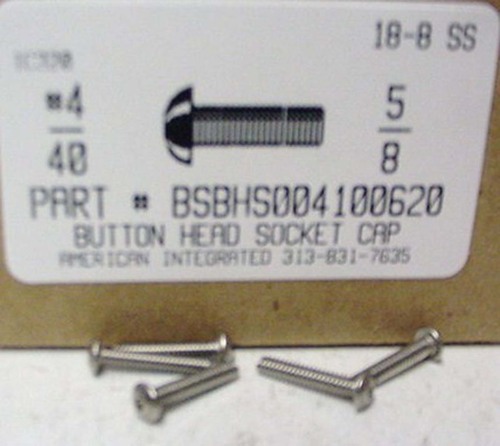 18-8 SS
#4
40
5
8
PART # BSBHS004100620
BUTTON HEAD SOCKET CAP
AMERICAN INTEGRATED 313-831-7635